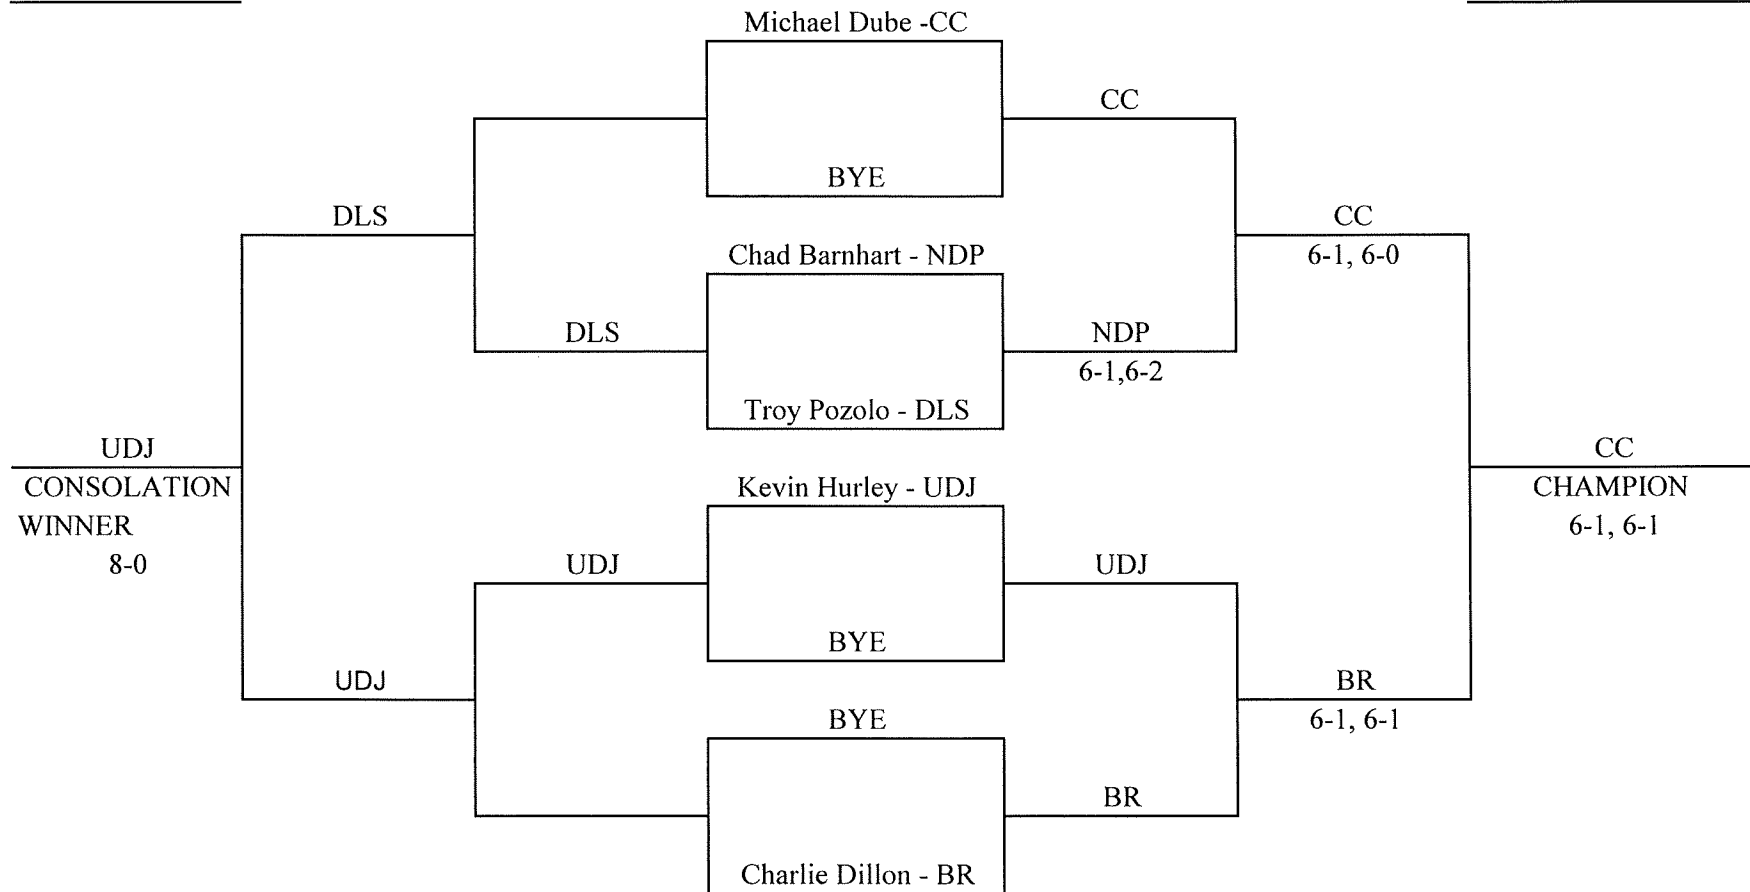 Michael Dube -CC
CC
BYE
DLS
CC
6-1, 6-0
Chad Barnhart - NDP
DLS
NDP
6-1,6-2
Troy Pozolo - DLS
UDJ
CONSOLATION
WINNER
8-0
CC
CHAMPION
6-1, 6-1
Kevin Hurley - UDJ
UDJ
UDJ
BYE
UDJ
BR
6-1, 6-1
BYE
BR
Charlie Dillon - BR